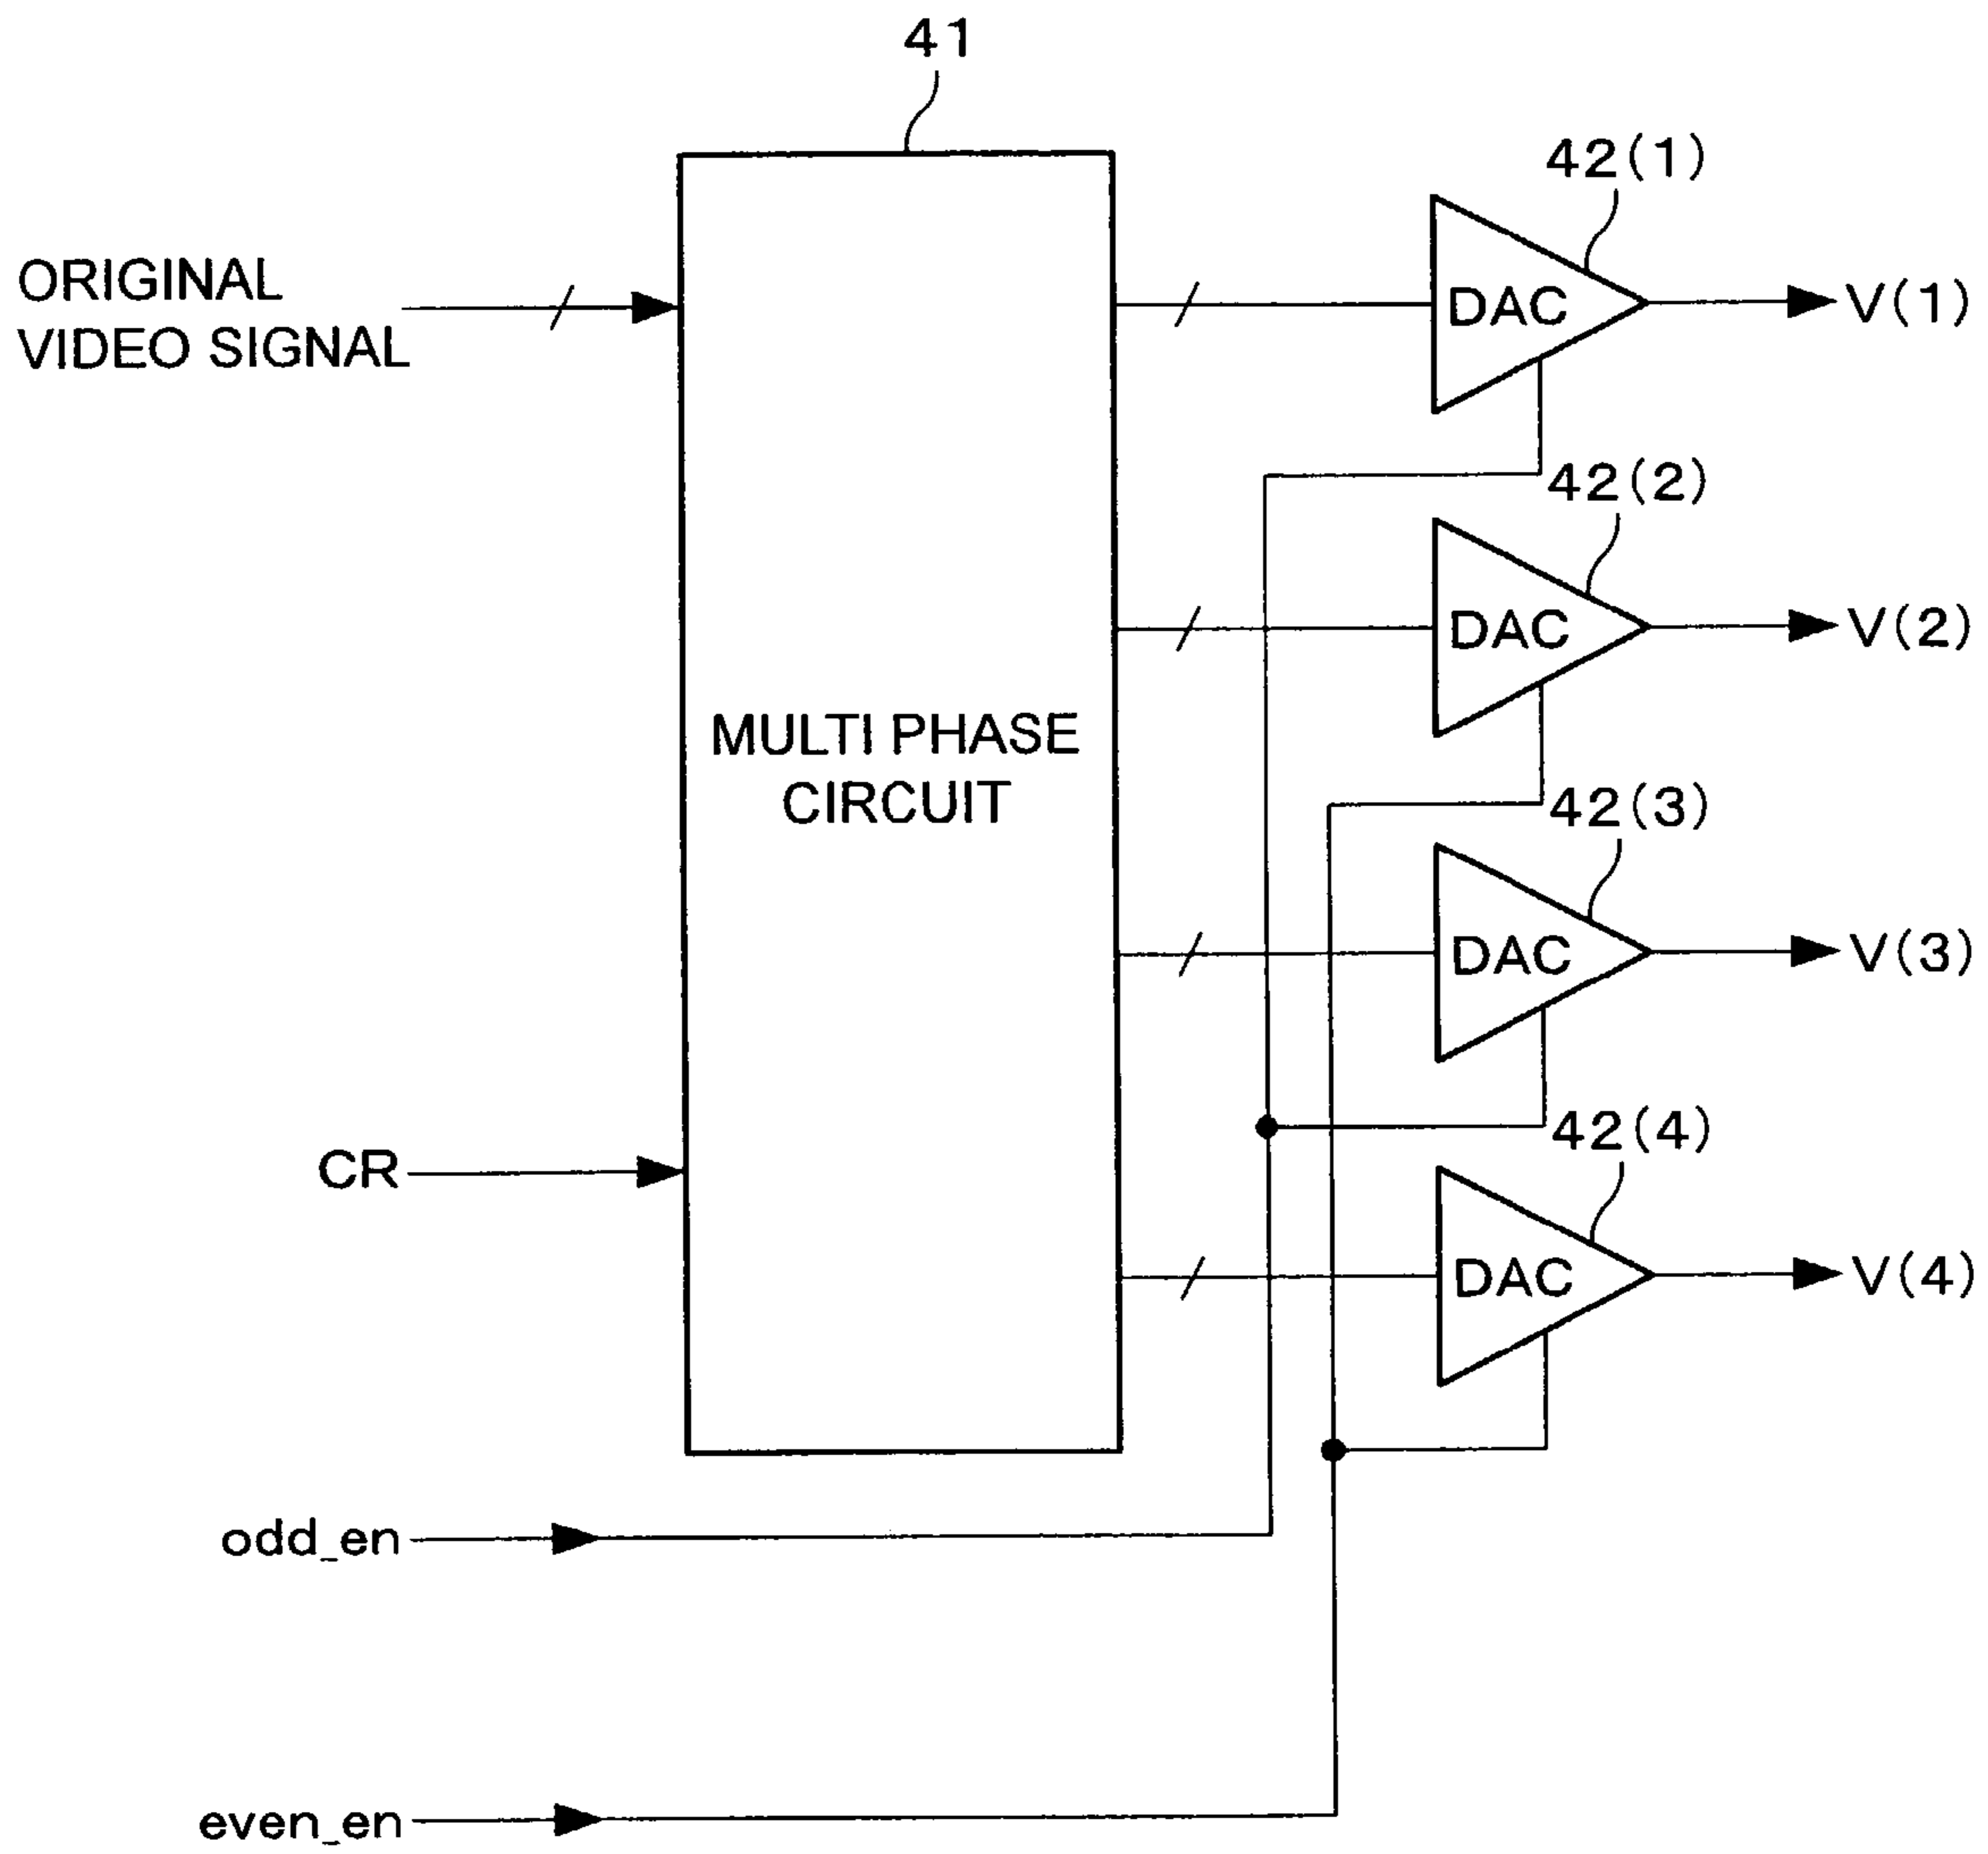 41
42(1)
ORIGINAL
VIDEO SIGNAL
DAC
V(1)
42(2)
DAC
V(2)
MULTI PHASE
CIRCUIT
42(3)
DAC
V(3)
42(4)
CR
DAC
V(4)
odd_en
even_en